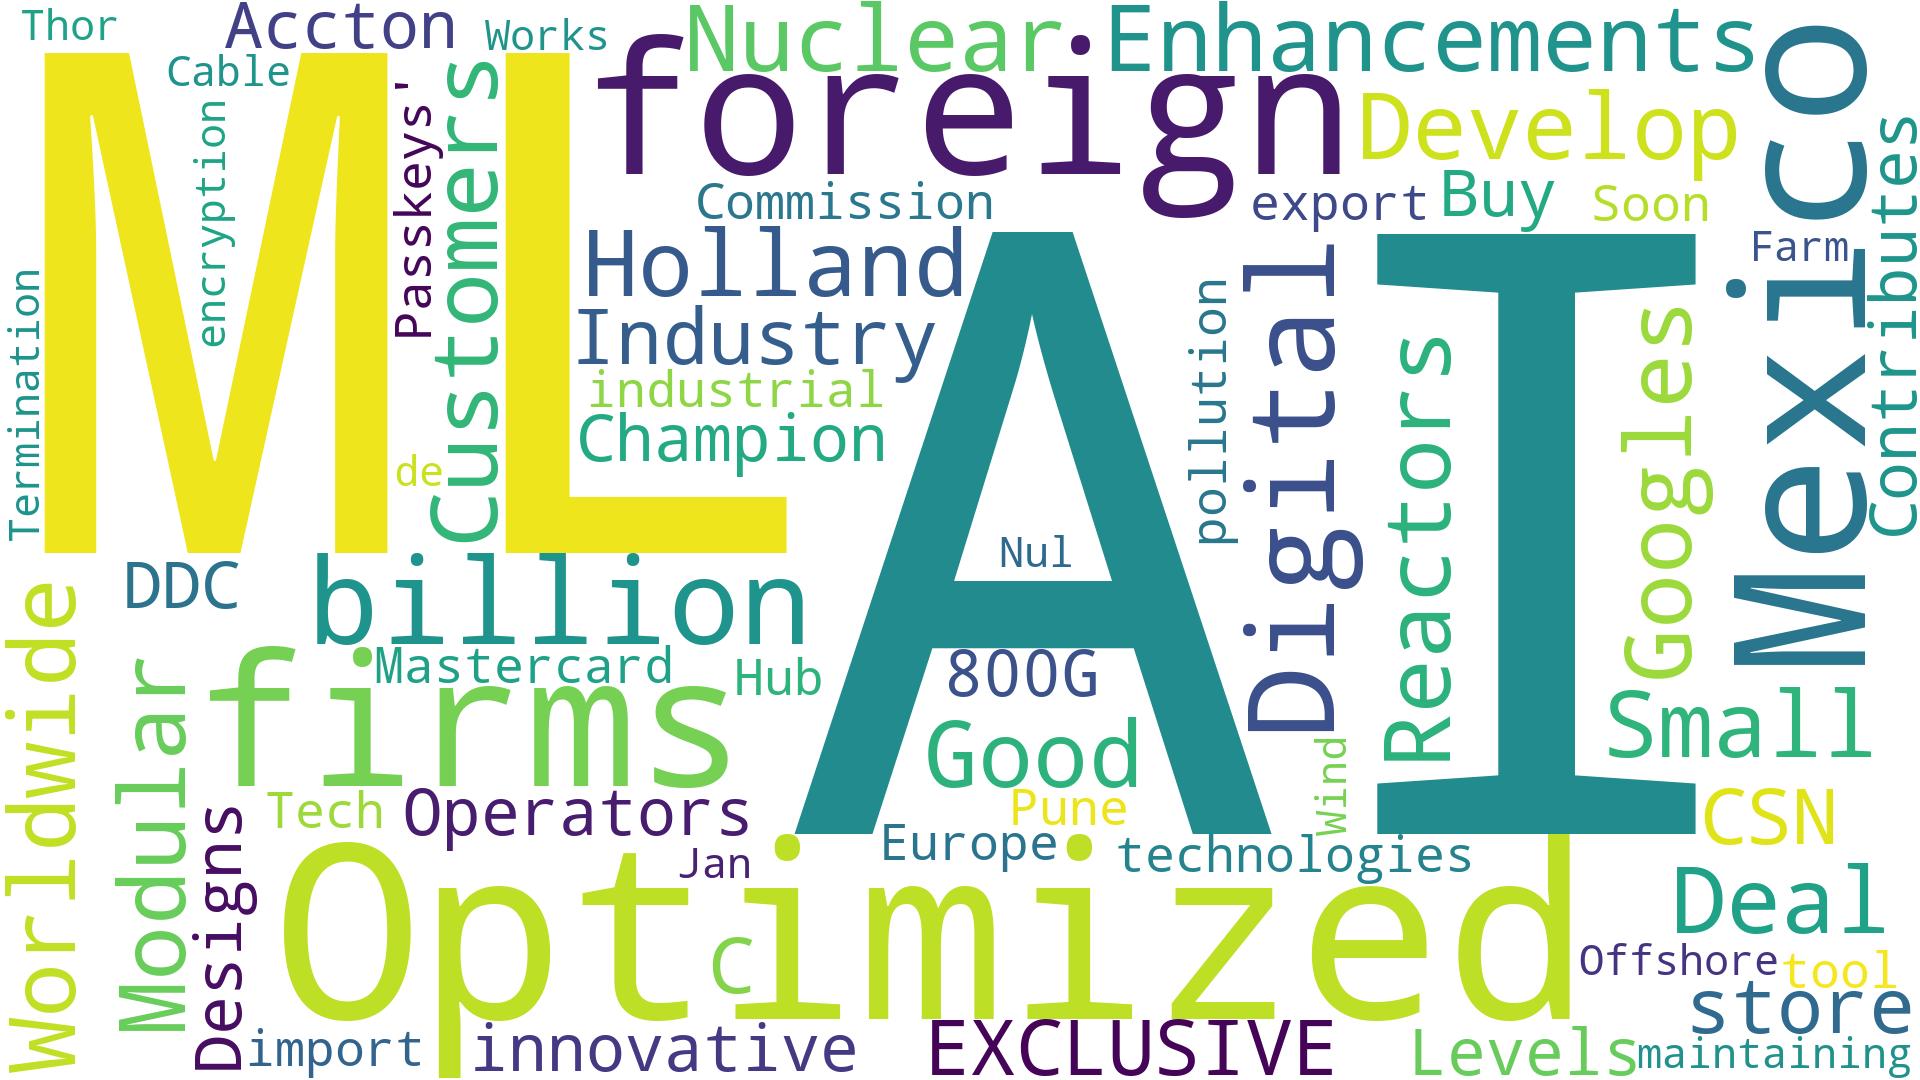 Thor
Accton
Works
Nuclear
Enhancements
Cable
foreign
Mexico
ML
encryption
Passkeys'
Customers
Develop
Commission
export
Buy
Soon
Contributes
Holland
Farm
AI
Termination
Industry
industrial
Champion
pollution
Digital
Reactors
Googles
de
Nul
DDC
billion
Worldwide
Modular
firms
Mastercard
Hub
800G
Small
Good
Wind
Tech
Operators
Pune
CSN
Designs
Jan
Europe
technologies
Optimized
Deal
C
Offshore
tool
store
import
innovative
EXCLUSIVE
Levels
maintaining